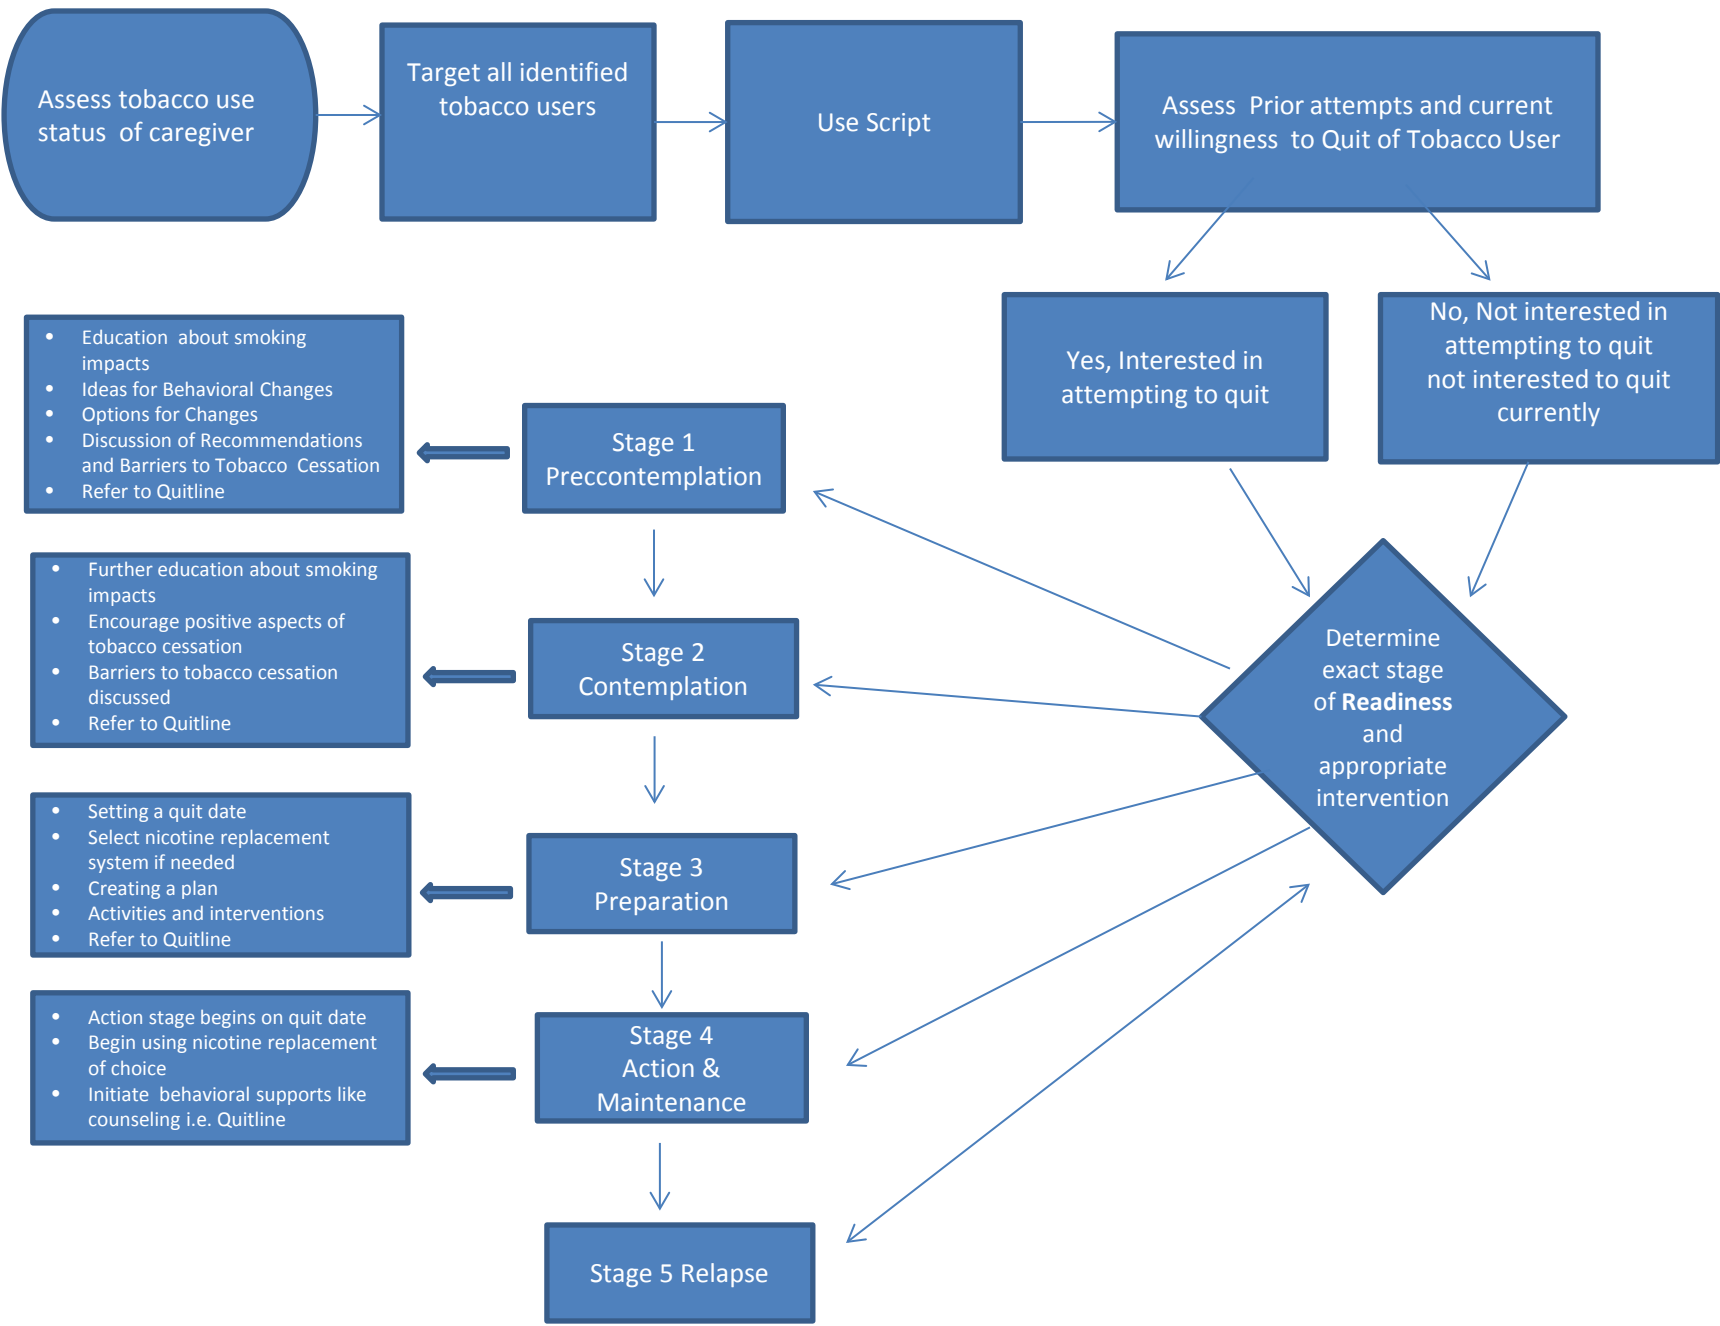 Assess tobacco use
status of caregiver
Target all identified
tobacco users
Use Script
Assess Prior attempts and current
willingness to Quit of Tobacco User
Yes, Interested in
attempting to quit
No, Not interested in
attempting to quit
not interested to quit
currently
Determine
exact stage
of Readiness
and
appropriate
intervention
Stage 1
Preccontemplation
• Education about smoking
impacts
• Ideas for Behavioral Changes
• Options for Changes
• Discussion of Recommendations
and Barriers to Tobacco Cessation
• Refer to Quitline
Stage 2
Contemplation
• Further education about smoking
impacts
• Encourage positive aspects of
tobacco cessation
• Barriers to tobacco cessation
discussed
• Refer to Quitline
Stage 3
Preparation
• Setting a quit date
• Select nicotine replacement
system if needed
• Creating a plan
• Activities and interventions
• Refer to Quitline
Stage 4
Action &
Maintenance
• Action stage begins on quit date
• Begin using nicotine replacement
of choice
• Initiate behavioral supports like
counseling i.e. Quitline
Stage 5 Relapse